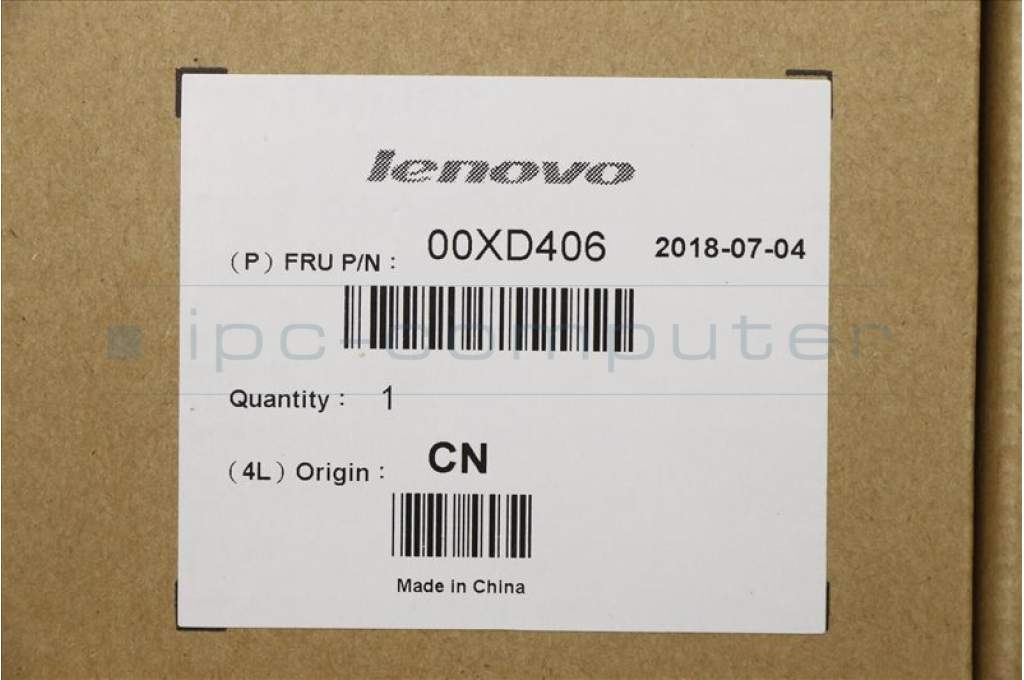 lenovo
(P) FRU P/N : 00XD406 2018-07-04
ipc-computer
Quantity : 1
(4L) Origin : CN
Made in China